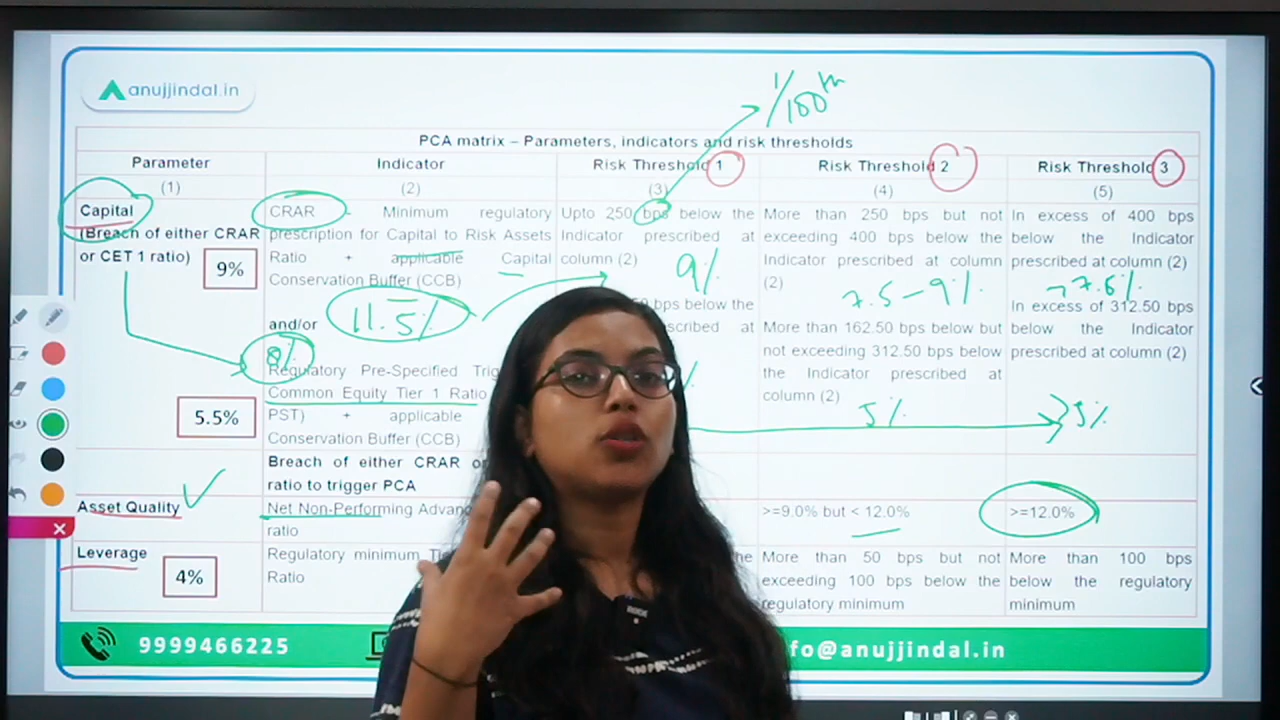 anujjindal.in
1/100th
PCA matrix – Parameters, indicators and risk thresholds
Parameter
Indicator
Risk Threshold 1
Risk Threshold 2
Risk Threshold 3
(1)
(2)
(3)
(4)
(5)
Capital
(Breach of either CRAR
or CET 1 ratio)
9%
5.5%
CRAR - Minimum regulatory
prescription for Capital to Risk Assets
Ratio + applicable Capital
Conservation Buffer (CCB)
11.5%
and/or
8%
Regulatory Pre-Specified
Common Equity Tier 1 Ratio
PST) + applicable
Conservation Buffer (CCB)
Breach of either CRAR
ratio to trigger PCA
Upto 250 bps below the
Indicator prescribed at
column (2)
9%
bps below the
at
More than 250 bps but not
exceeding 400 bps below the
Indicator prescribed at column
(2)
7.5-9%
More than 162.50 bps below but
not exceeding 312.50 bps below
the Indicator prescribed at
column (2)
5%
In excess of 400 bps
below the Indicator
prescribed at column (2)
In excess of 312.50 bps
below the Indicator
prescribed at column (2)
5%
Asset Quality
Net Non-Performing
ratio
>=9.0% but < 12.0%
>=12.0%
Leverage
4%
Regulatory minimum
Ratio
More than 50 bps but not
exceeding 100 bps below the
regulatory minimum
More than 100 bps
below the regulatory
minimum
9999466225
fo@anujjindal.in